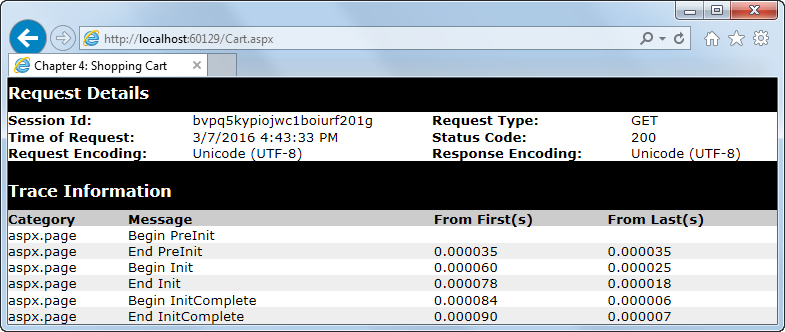 http://localhost:60129/Cart.aspx
Chapter 4: Shopping Cart
Request Details
Session Id: bvpq5kypiojwc1boiurf201g Request Type: GET
Time of Request: 3/7/2016 4:43:33 PM Status Code: 200
Request Encoding: Unicode (UTF-8) Response Encoding: Unicode (UTF-8)
Trace Information
Category Message From First(s) From Last(s)
aspx.page Begin PreInit
aspx.page End PreInit 0.000035 0.000035
aspx.page Begin Init 0.000060 0.000025
aspx.page End Init 0.000078 0.000018
aspx.page Begin InitComplete 0.000084 0.000006
aspx.page End InitComplete 0.000090 0.000007